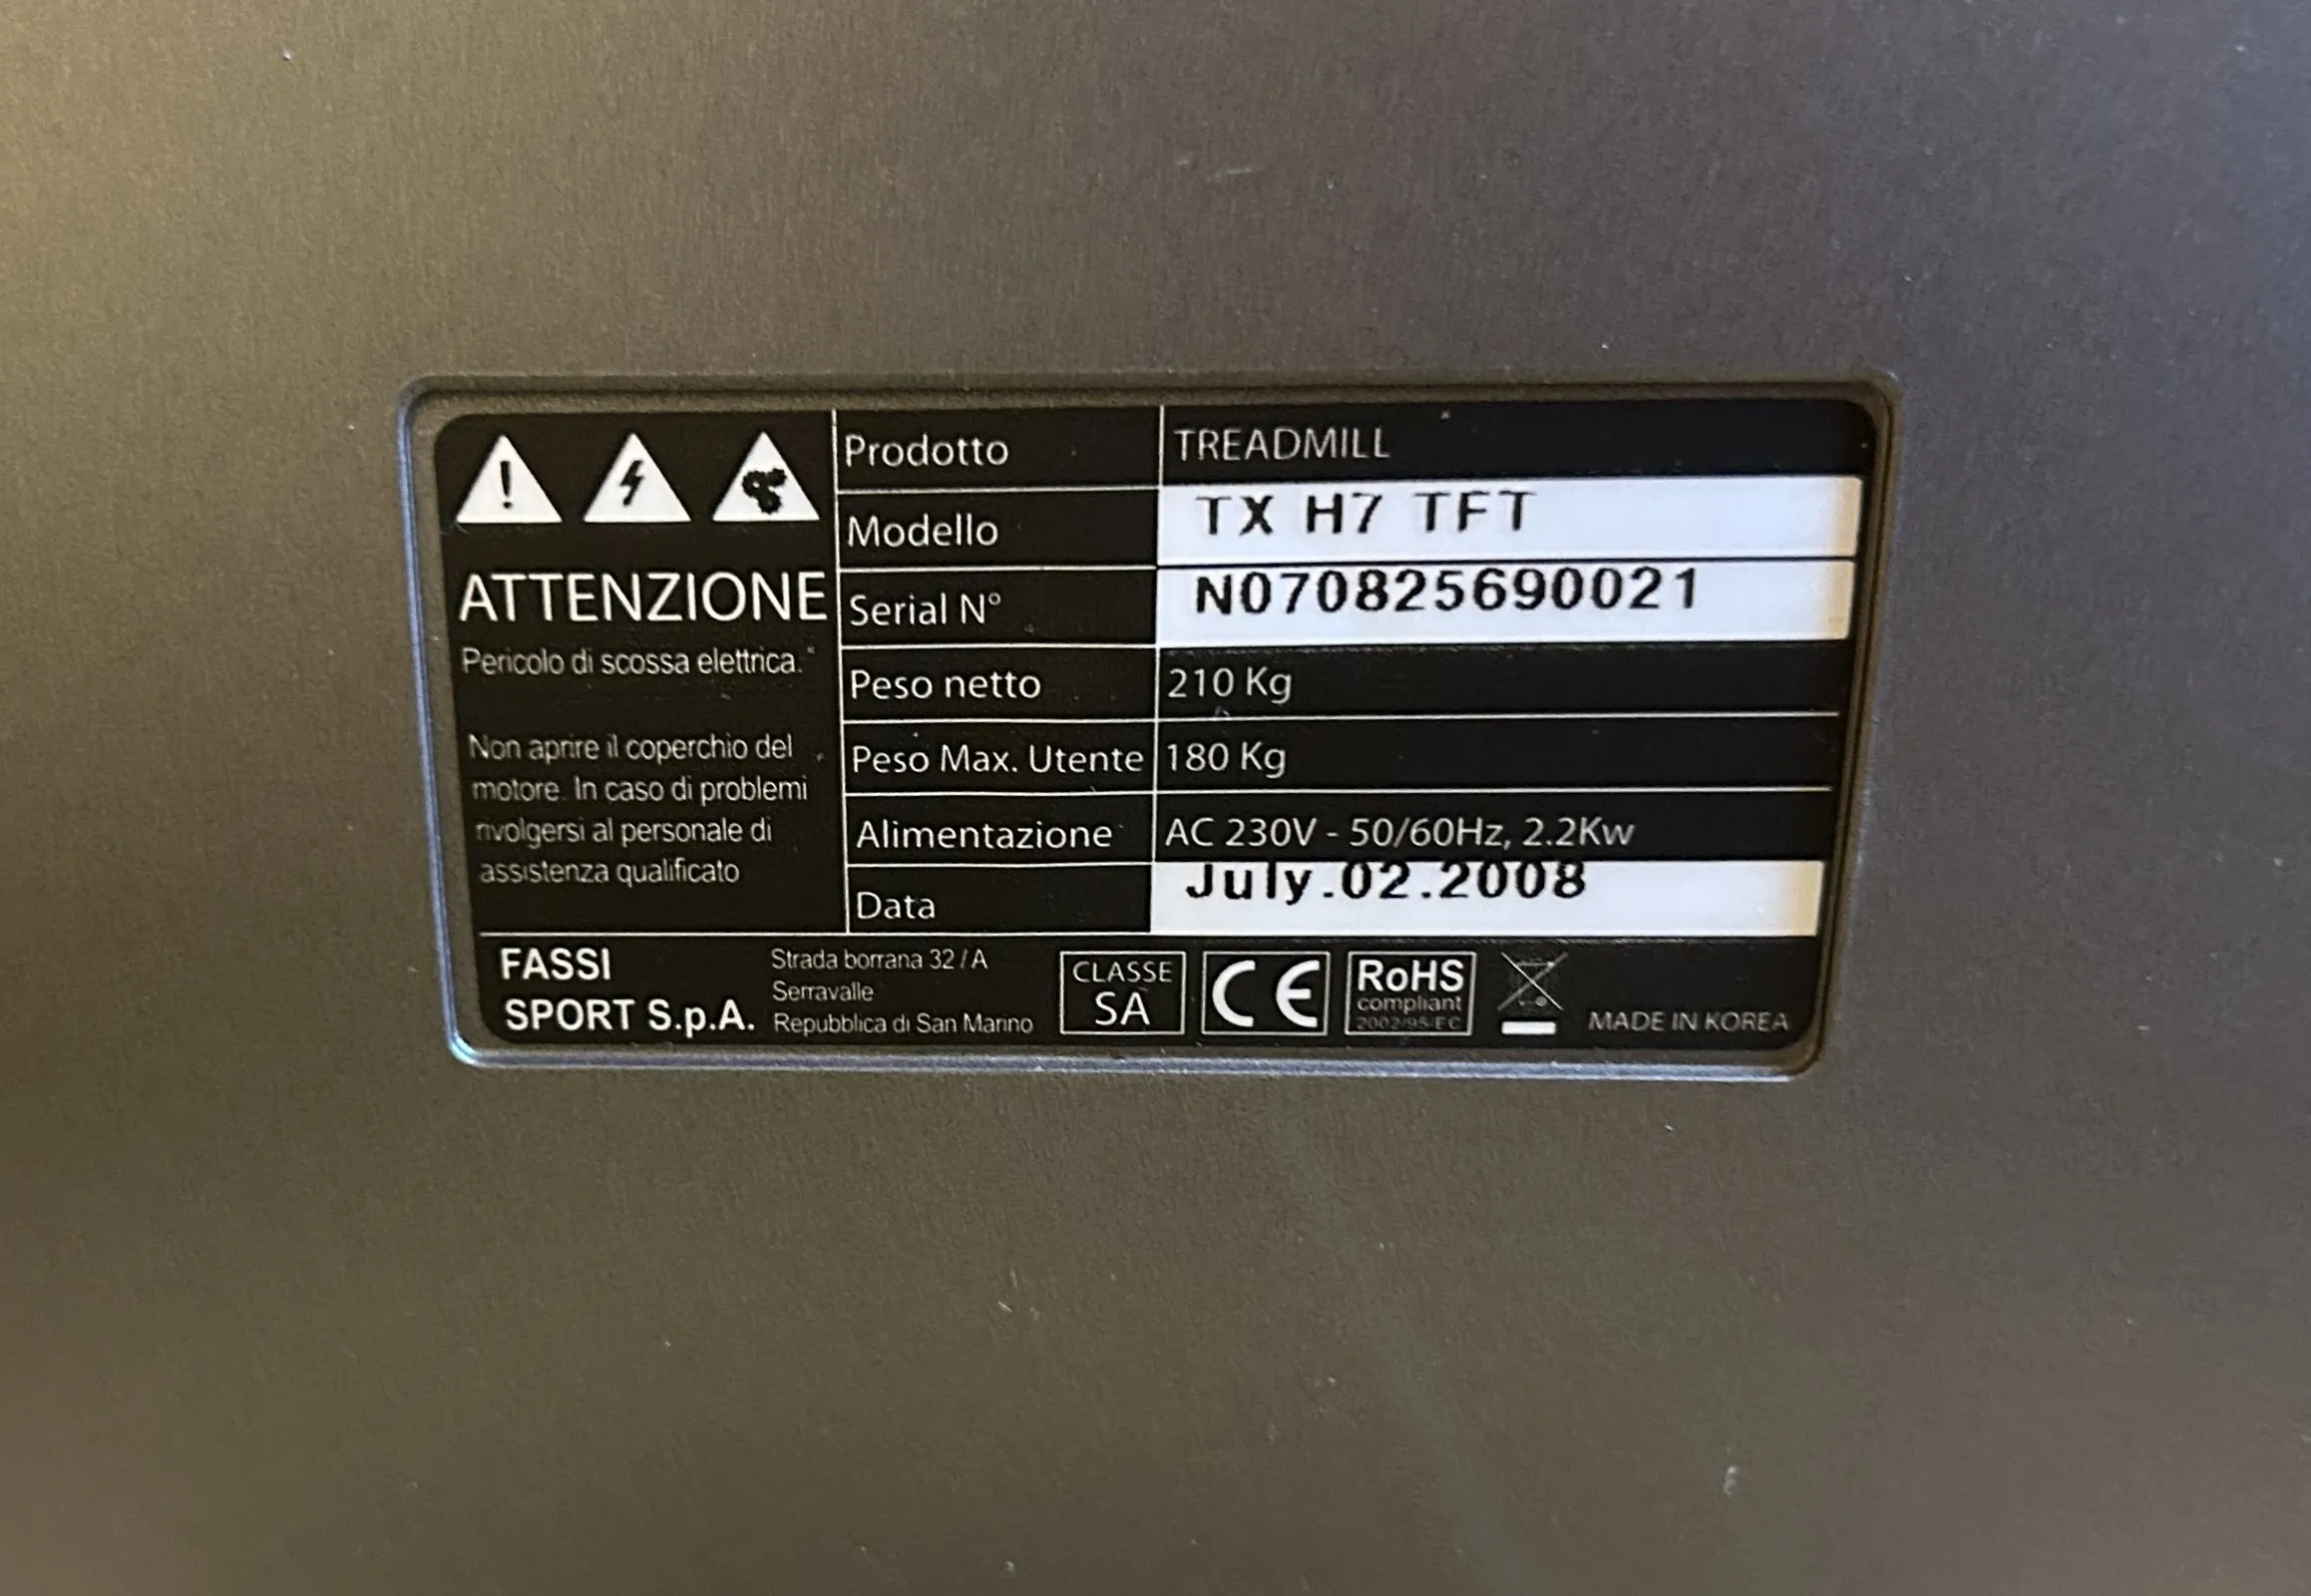 ATTENZIONE
Pericolo di scossa elettrica.
Non aprire il coperchio del
motore. In caso di problemi
rivolgersi al personale di
assistenza qualificato
Prodotto TREADMILL
Modello TX H7 TFT
Serial N° N070825690021
Peso netto 210 Kg
Peso Max. Utente 180 Kg
Alimentazione AC 230V - 50/60Hz, 2.2Kw
Data July.02.2008
FASSI
SPORT S.p.A.
Strada borrana 32 / A
Serravalle
Repubblica di San Marino
CLASSE
SA
CE
RoHS
compliant
2002/95/EC
MADE IN KOREA